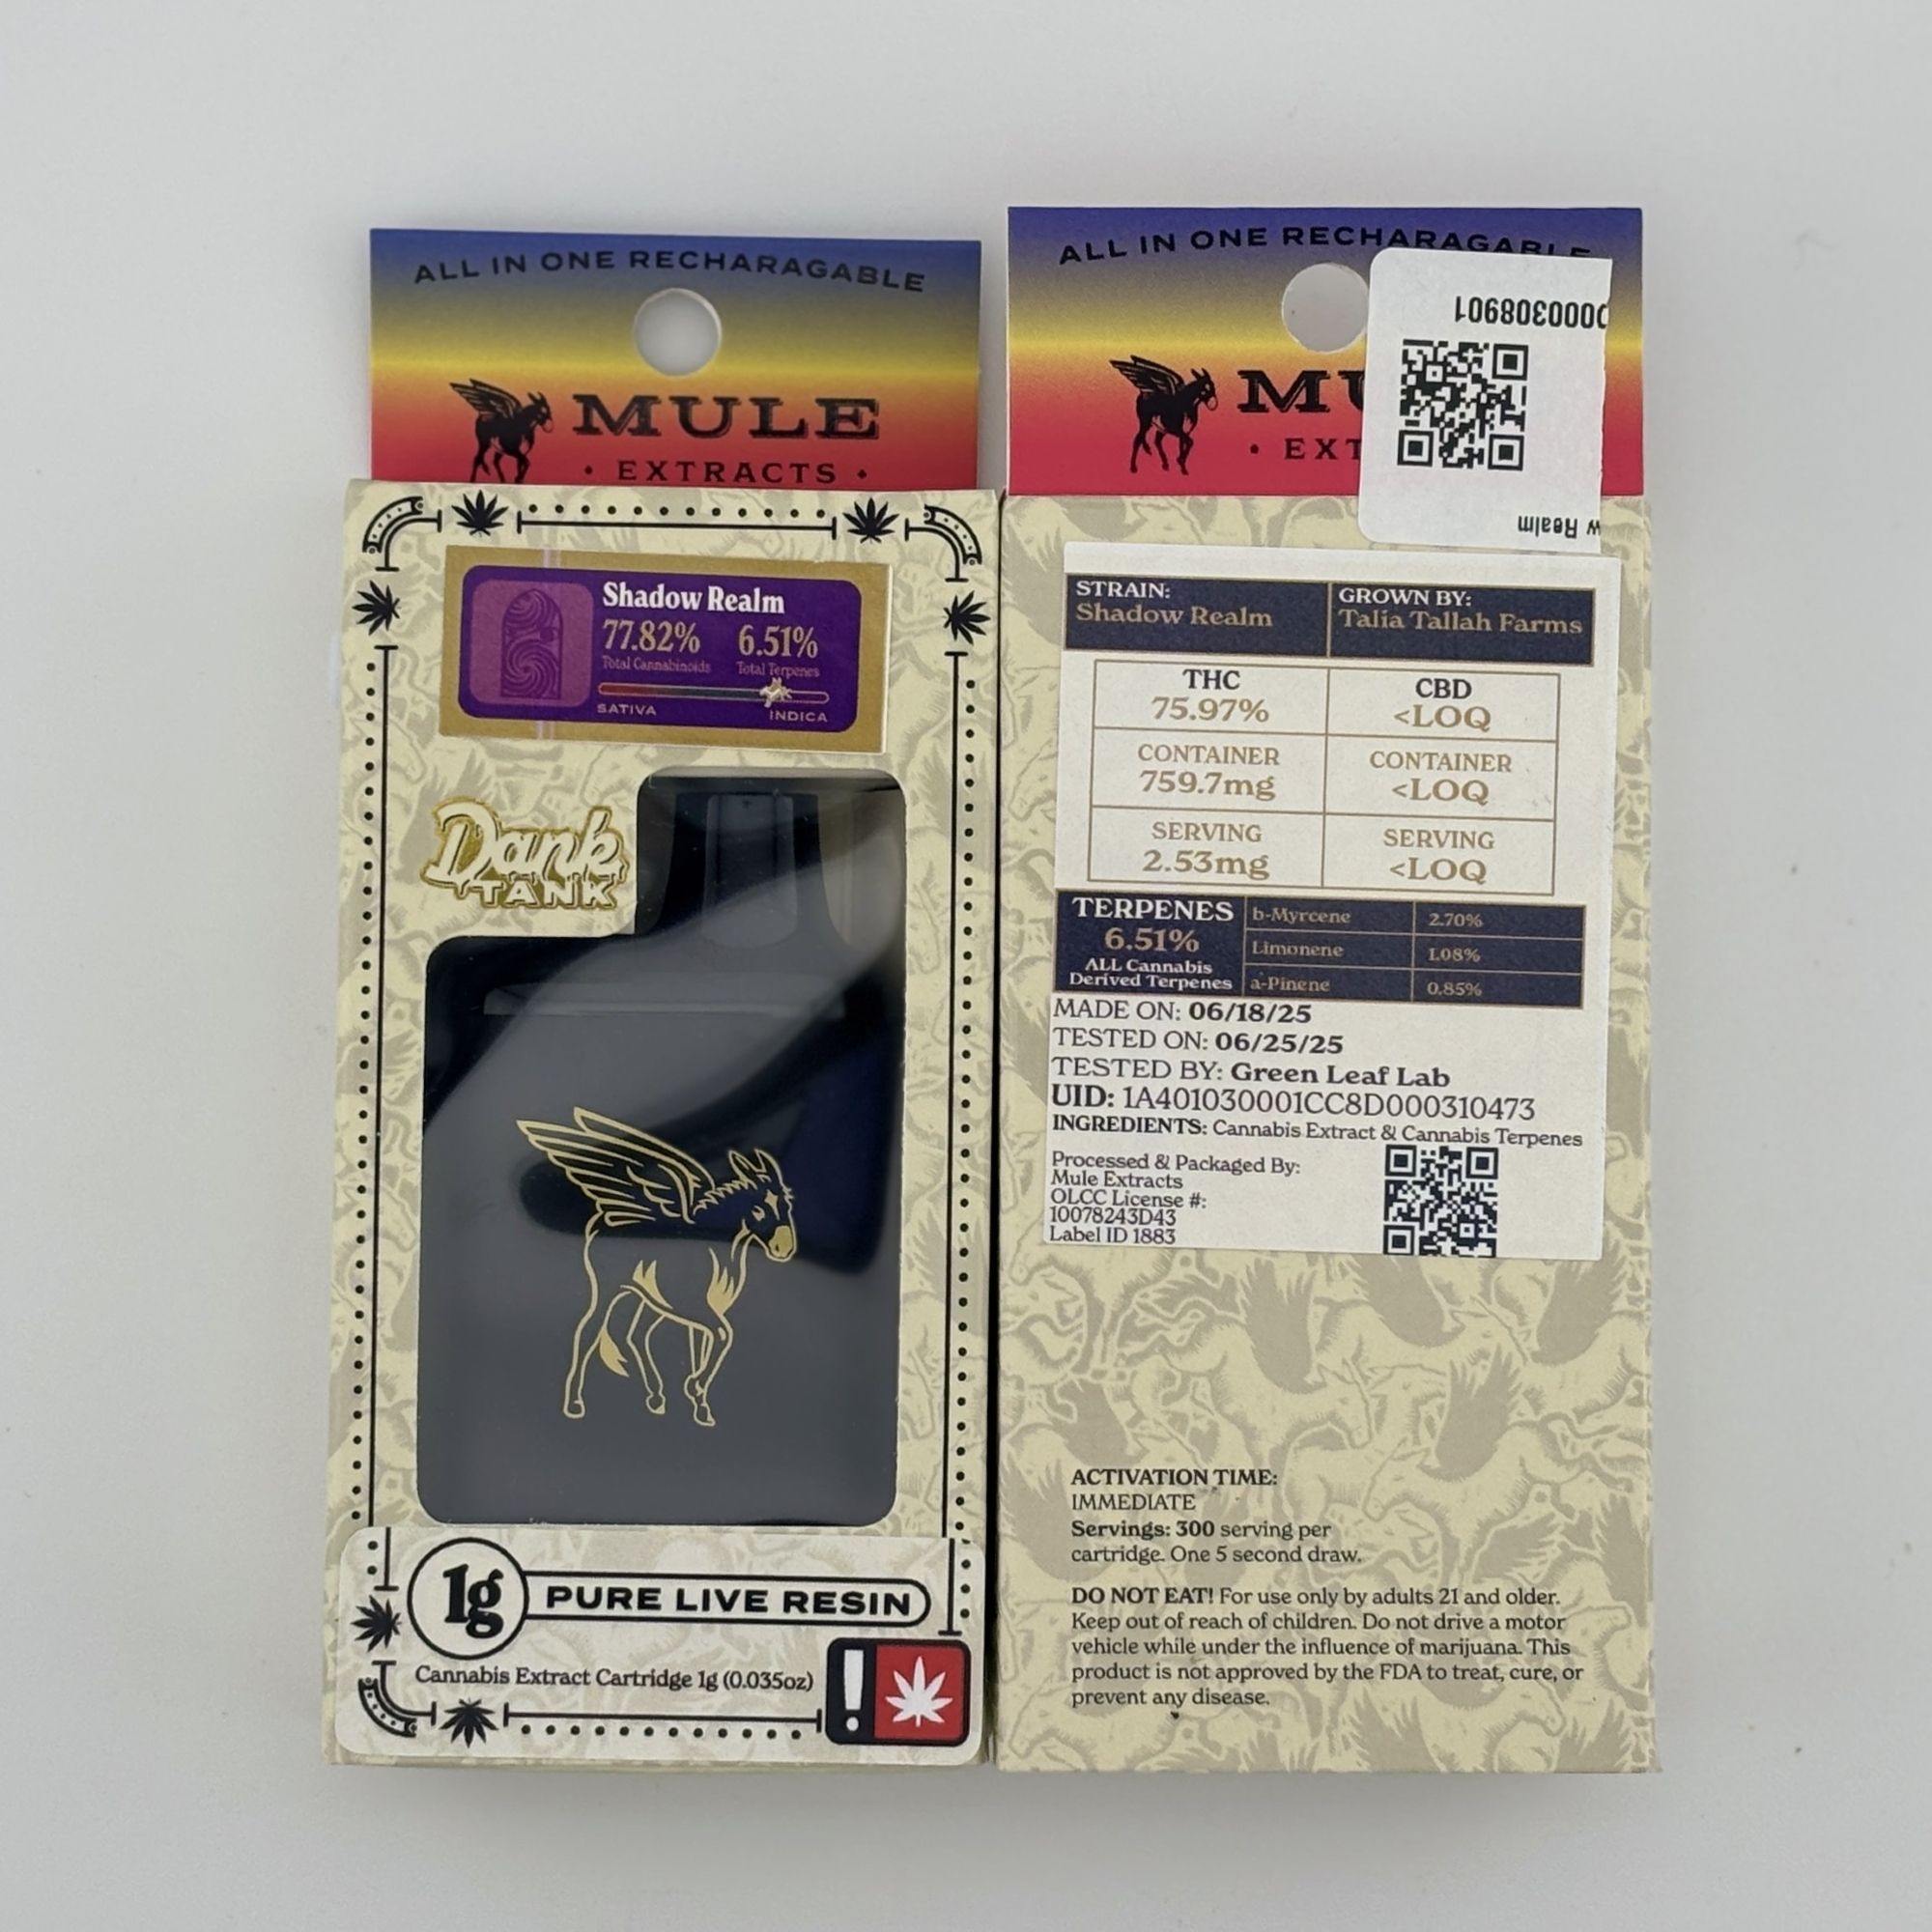 ALL IN ONE RECHARAGABLE
MULE
· EXTRACTS ·
Shadow Realm
77.82% 6.51%
Total Cannabinoids Total Terpenes
SATIVA INDICA
Dank
TANK
1g PURE LIVE RESIN
Cannabis Extract Cartridge 1g (0.035oz)
!
ALL IN ONE RECHARAGABLE
MU
· EXT
000308901
w Realm
STRAIN:
Shadow Realm
GROWN BY:
Talia Tallah Farms
THC
75.97%
CBD
<LOQ
CONTAINER
759.7mg
CONTAINER
<LOQ
SERVING
2.53mg
SERVING
<LOQ
TERPENES
6.51%
ALL Cannabis
Derived Terpenes
b-Myrcene 2.70%
Limonene 1.08%
a-Pinene 0.85%
MADE ON: 06/18/25
TESTED ON: 06/25/25
TESTED BY: Green Leaf Lab
UID: 1A401030001CC8D000310473
INGREDIENTS: Cannabis Extract & Cannabis Terpenes
Processed & Packaged By:
Mule Extracts
OLCC License #:
10078243D43
Label ID 1883
ACTIVATION TIME:
IMMEDIATE
Servings: 300 serving per
cartridge. One 5 second draw.
DO NOT EAT! For use only by adults 21 and older.
Keep out of reach of children. Do not drive a motor
vehicle while under the influence of marijuana. This
product is not approved by the FDA to treat, cure, or
prevent any disease.